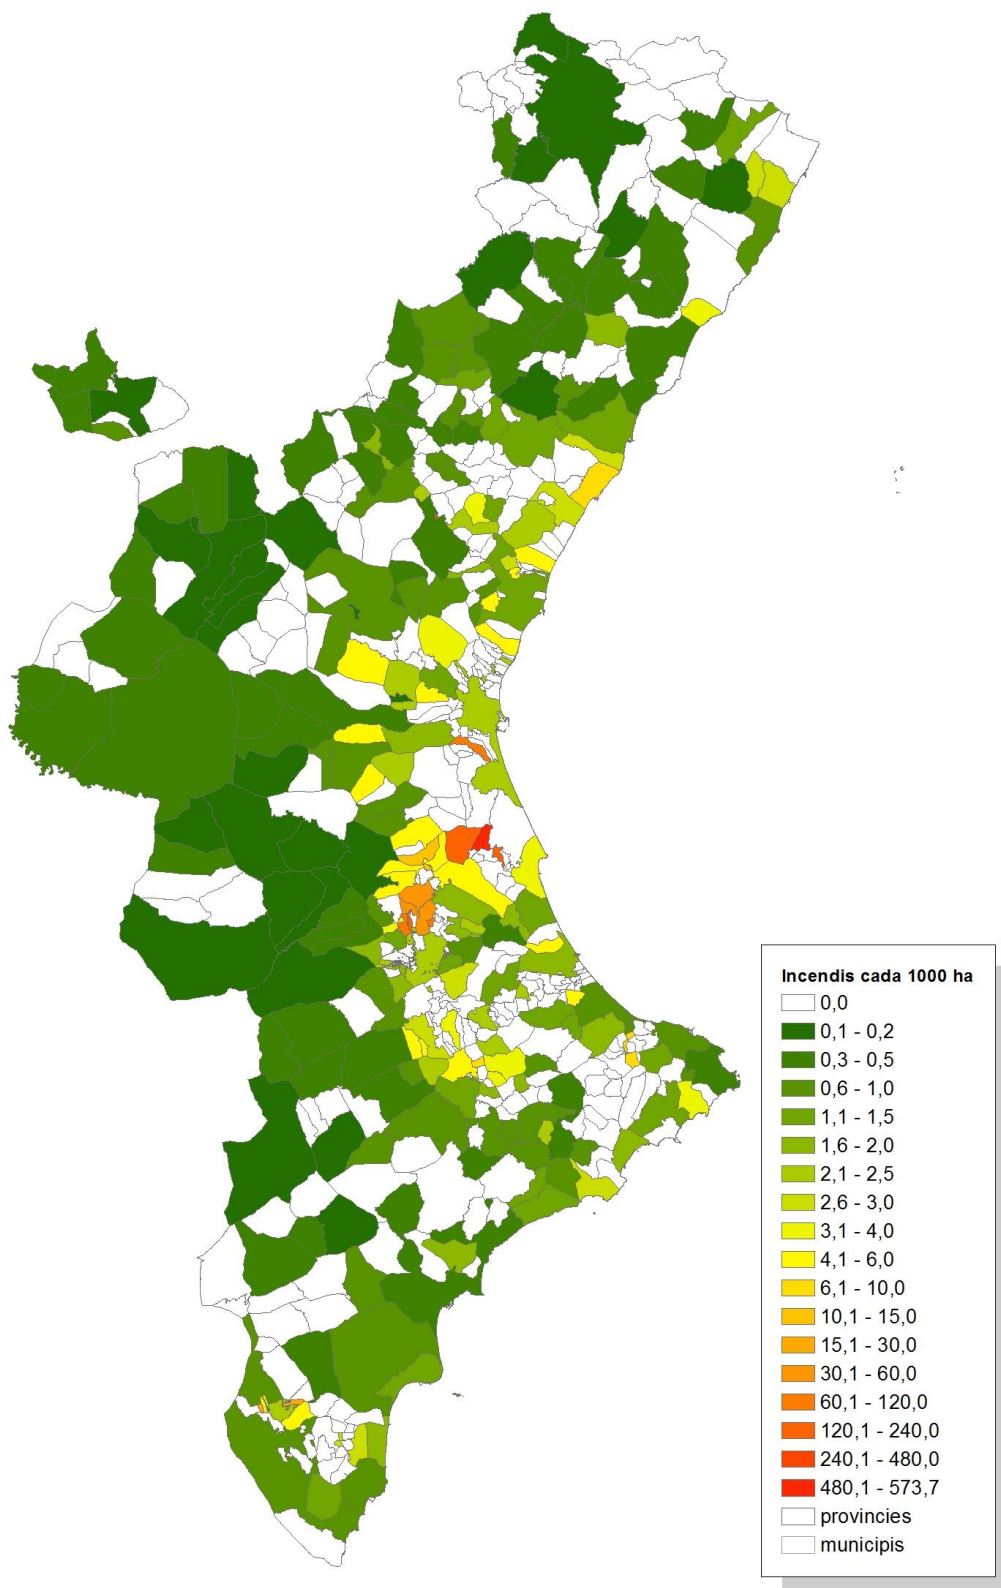 Incendis cada 1000 ha
0,0
0,1 - 0,2
0,3 - 0,5
0,6 - 1,0
1,1 - 1,5
1,6 - 2,0
2,1 - 2,5
2,6 - 3,0
3,1 - 4,0
4,1 - 6,0
6,1 - 10,0
10,1 - 15,0
15,1 - 30,0
30,1 - 60,0
60,1 - 120,0
120,1 - 240,0
240,1 - 480,0
480,1 - 573,7
provincies
municipis